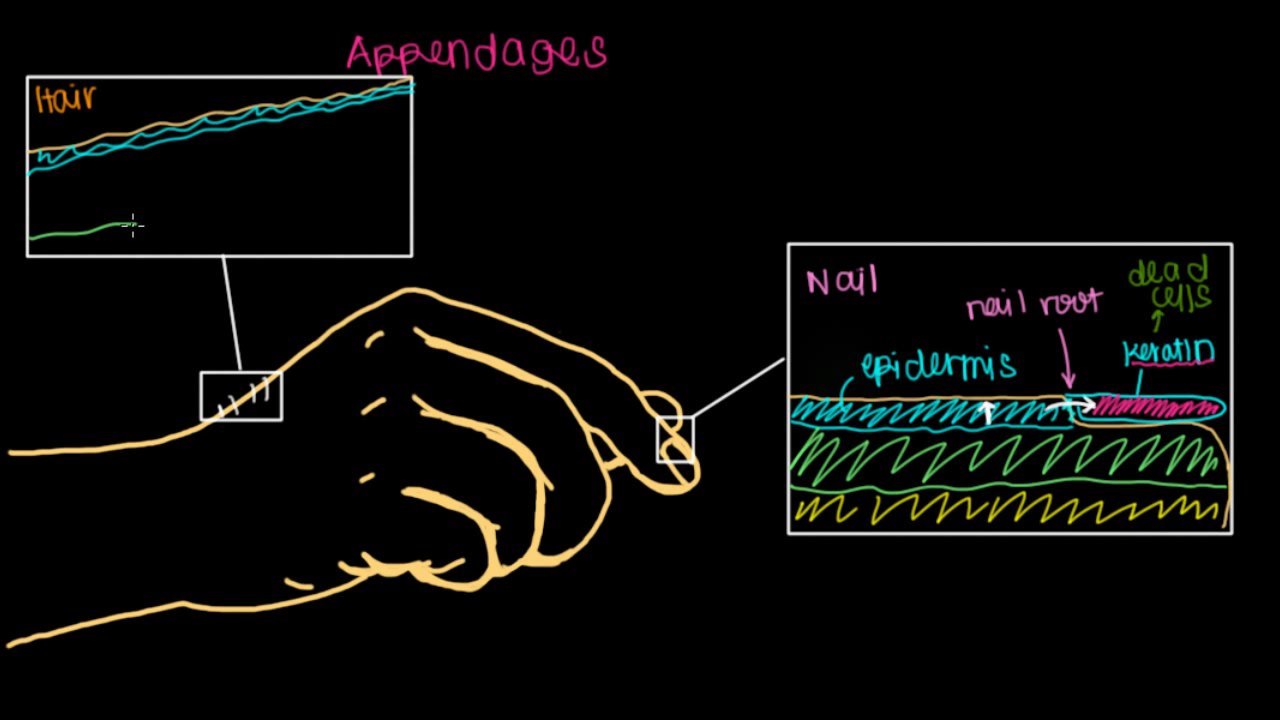 Appendages
Hair
Nail
nail root
dead
cells
keratin
epidermis